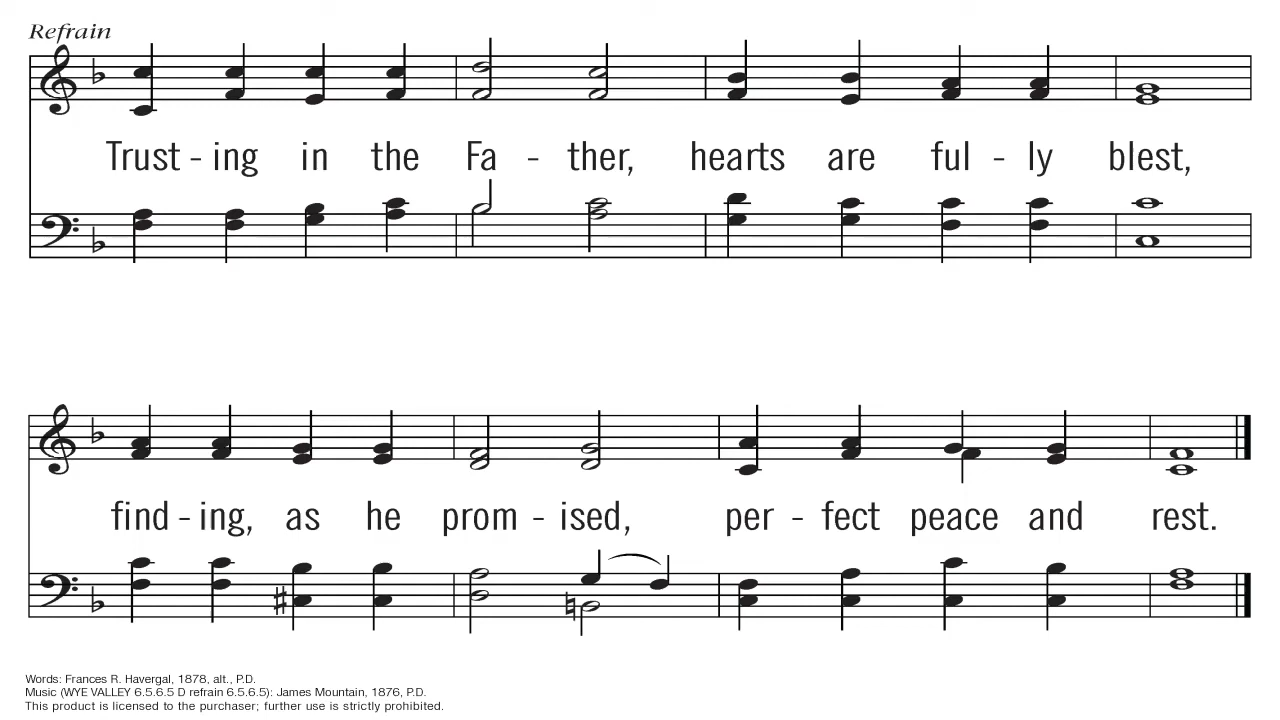 Refrain
Trust - ing in the Fa - ther, hearts are ful - ly blest,
find - ing, as he prom - ised, per - fect peace and rest.
Words: Frances R. Havergal, 1878, alt., P.D.
Music (WYE VALLEY 6.5.6.5 D refrain 6.5.6.5): James Mountain, 1876, P.D.
This product is licensed to the purchaser; further use is strictly prohibited.